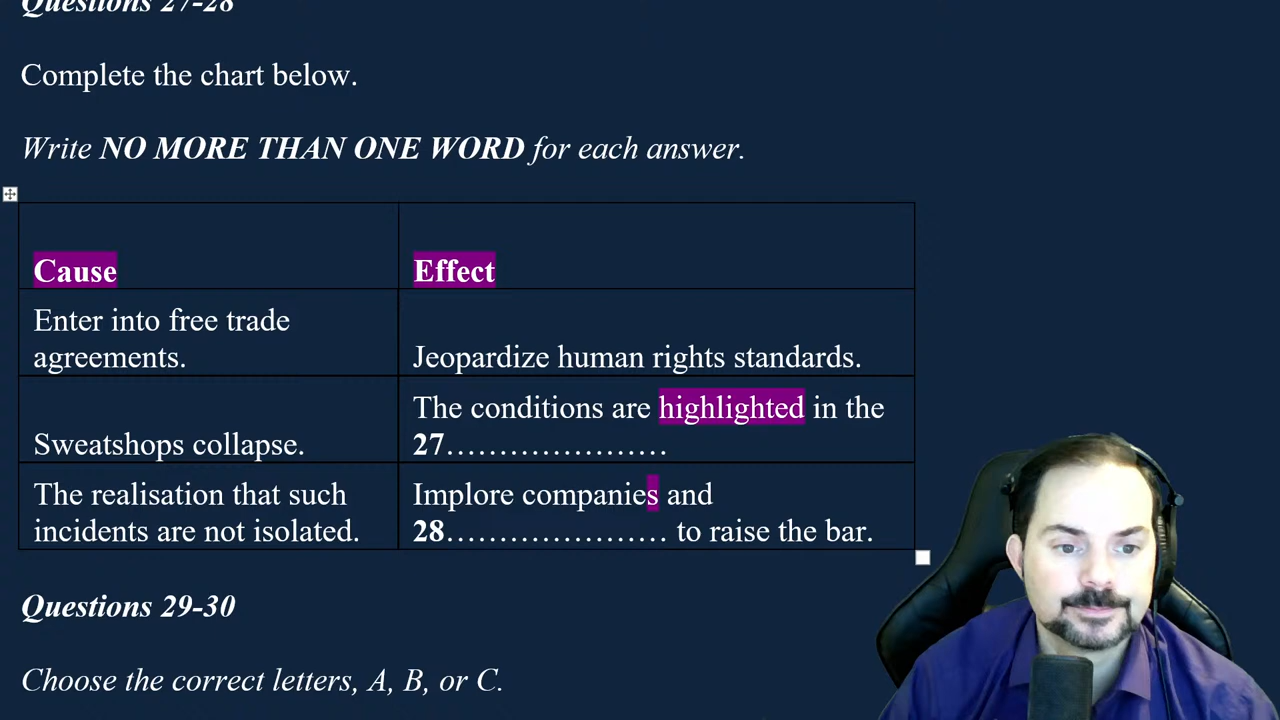 Questions 27-28
Complete the chart below.
Write NO MORE THAN ONE WORD for each answer.
Cause
Effect
Enter into free trade
agreements.
Jeopardize human rights standards.
Sweatshops collapse.
The conditions are highlighted in the
27.....................
The realisation that such
incidents are not isolated.
Implore companies and
28..................... to raise the bar.
Questions 29-30
Choose the correct letters, A, B, or C.